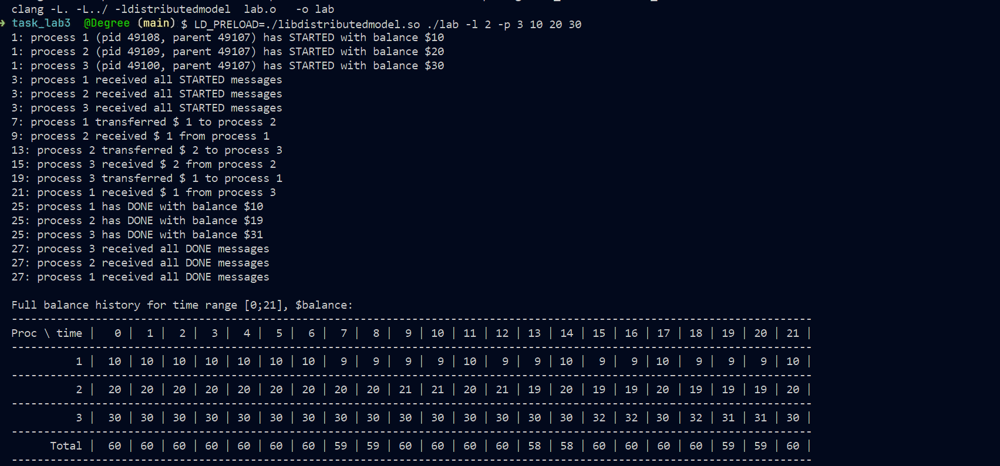 clang -L. -L../ -ldistributedmodel  lab.o   -o lab
➜ task_lab3  @Degree (main) $ LD_PRELOAD=./libdistributedmodel.so ./lab -l 2 -p 3 10 20 30
1: process 1 (pid 49108, parent 49107) has STARTED with balance $10
1: process 2 (pid 49109, parent 49107) has STARTED with balance $20
1: process 3 (pid 49100, parent 49107) has STARTED with balance $30
3: process 1 received all STARTED messages
3: process 2 received all STARTED messages
3: process 3 received all STARTED messages
7: process 1 transferred $ 1 to process 2
9: process 2 received $ 1 from process 1
13: process 2 transferred $ 2 to process 3
15: process 3 received $ 2 from process 2
19: process 3 transferred $ 1 to process 1
21: process 1 received $ 1 from process 3
25: process 1 has DONE with balance $10
25: process 2 has DONE with balance $19
25: process 3 has DONE with balance $31
27: process 3 received all DONE messages
27: process 2 received all DONE messages
27: process 1 received all DONE messages
Full balance history for time range [0;21], $balance:
Proc \ time |   0 |   1 |   2 |   3 |   4 |   5 |   6 |   7 |   8 |   9 | 10 | 11 | 12 | 13 | 14 | 15 | 16 | 17 | 18 | 19 | 20 | 21 |
1 |  10 | 10 | 10 | 10 | 10 | 10 | 10 |  9 |  9 |  9 |  9 | 10 |  9 |  9 | 10 |  9 |  9 | 10 |  9 |  9 |  9 | 10 |
2 |  20 | 20 | 20 | 20 | 20 | 20 | 20 | 20 | 20 | 21 | 21 | 20 | 21 | 19 | 20 | 19 | 19 | 20 | 19 | 19 | 19 | 20 |
3 |  30 | 30 | 30 | 30 | 30 | 30 | 30 | 30 | 30 | 30 | 30 | 30 | 30 | 30 | 30 | 32 | 32 | 30 | 32 | 31 | 31 | 30 |
Total |  60 | 60 | 60 | 60 | 60 | 60 | 60 | 59 | 59 | 60 | 60 | 60 | 60 | 58 | 58 | 60 | 60 | 60 | 60 | 59 | 59 | 60 |